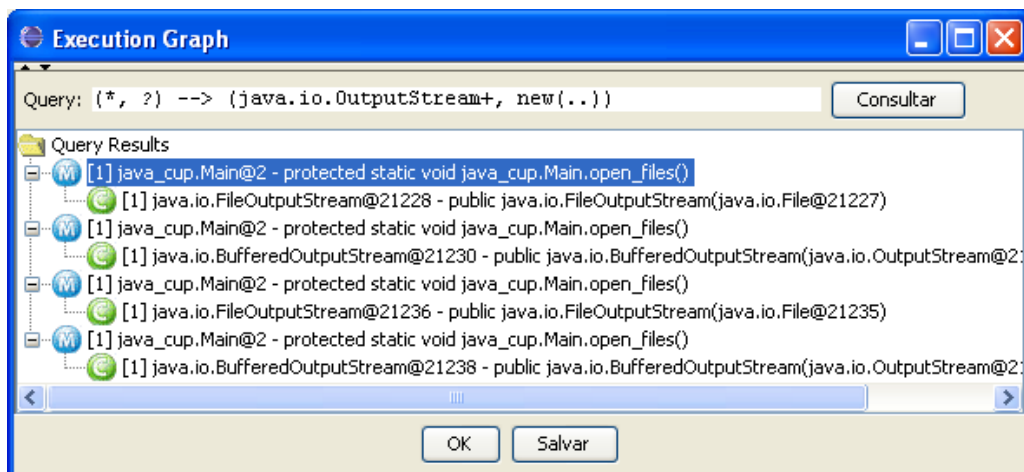 Execution Graph
Query: (*, ?) --> (java.io.OutputStream+, new(..)) Consultar
Query Results
[1] java_cup.Main@2 - protected static void java_cup.Main.open_files()
[1] java.io.FileOutputStream@21228 - public java.io.FileOutputStream(java.io.File@21227)
[1] java_cup.Main@2 - protected static void java_cup.Main.open_files()
[1] java.io.BufferedOutputStream@21230 - public java.io.BufferedOutputStream(java.io.OutputStream@21
[1] java_cup.Main@2 - protected static void java_cup.Main.open_files()
[1] java.io.FileOutputStream@21236 - public java.io.FileOutputStream(java.io.File@21235)
[1] java_cup.Main@2 - protected static void java_cup.Main.open_files()
[1] java.io.BufferedOutputStream@21238 - public java.io.BufferedOutputStream(java.io.OutputStream@21
OK Salvar